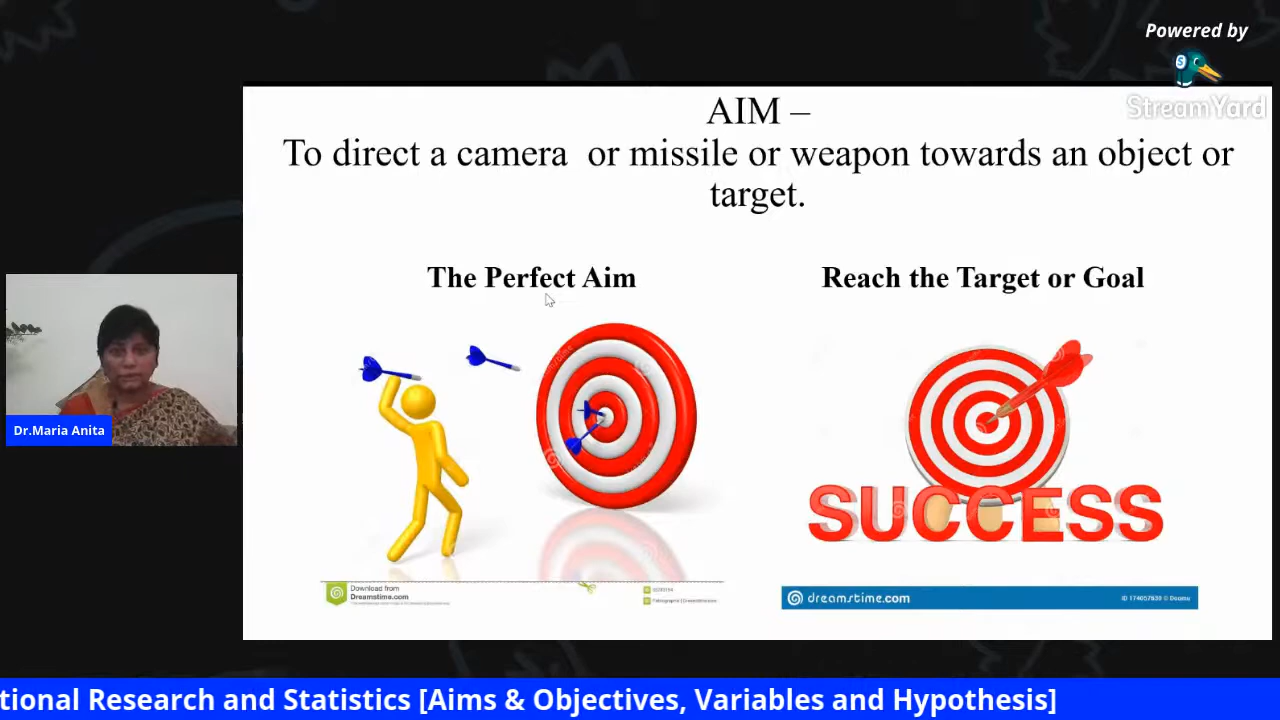 Powered by
StreamYard
AIM –
To direct a camera or missile or weapon towards an object or
target.
The Perfect Aim
Reach the Target or Goal
Dr.Maria Anita
SUCCESS
Download from
Dreamstime.com
dreamstime.com
tional Research and Statistics [Aims & Objectives, Variables and Hypothesis]